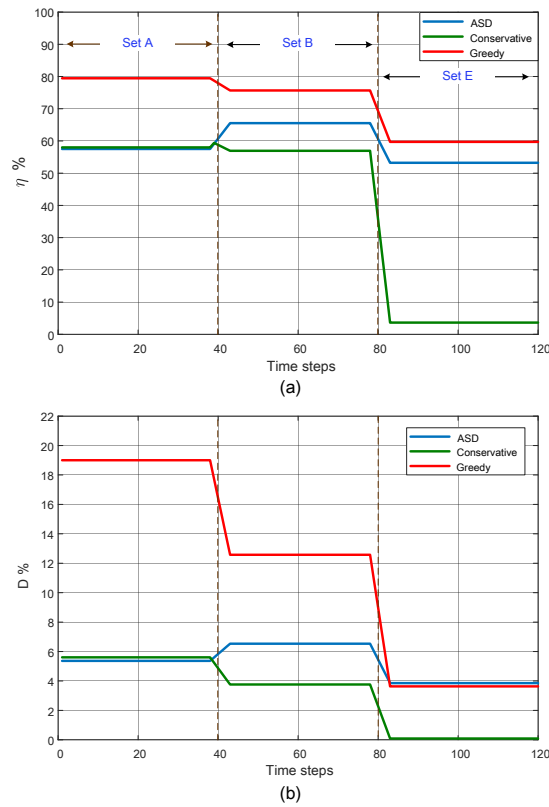 100
90
80
70
60
50
40
30
20
10
0
η %
Set A
Set B
Set E
ASD
Conservative
Greedy
0 20 40 60 80 100 120
Time steps
(a)
22
20
18
16
14
12
10
8
6
4
2
0
D %
ASD
Conservative
Greedy
0 20 40 60 80 100 120
Time steps
(b)